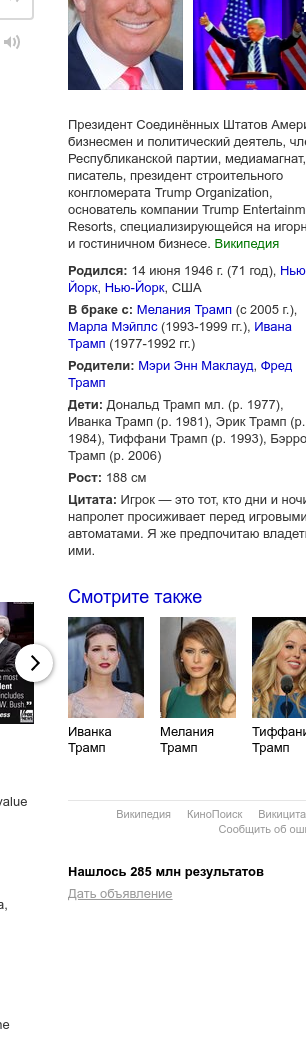 Президент Соединённых Штатов Амери
бизнесмен и политический деятель, чле
Республиканской партии, медиамагнат,
писатель, президент строительного
конгломерата Trump Organization,
основатель компании Trump Entertainm
Resorts, специализирующейся на игорн
и гостиничном бизнесе. Википедия
Родился: 14 июня 1946 г. (71 год), Нью-
Йорк, Нью-Йорк, США
В браке с: Мелания Трамп (с 2005 г.),
Марла Мэйплс (1993-1999 гг.), Ивана
Трамп (1977-1992 гг.)
Родители: Мэри Энн Маклауд, Фред
Трамп
Дети: Дональд Трамп мл. (р. 1977),
Иванка Трамп (р. 1981), Эрик Трамп (р.
1984), Тиффани Трамп (р. 1993), Бэрро
Трамп (р. 2006)
Рост: 188 см
Цитата: Игрок — это тот, кто дни и ночи
напролет просиживает перед игровыми
автоматами. Я же предпочитаю владеть
ими.
Смотрите также
most
dent
includes
W. Bush."
ess
Иванка
Трамп
Мелания
Трамп
Тиффани
Трамп
value
Википедия КиноПоиск Викицита
Сообщить об оши
Нашлось 285 млн результатов
Дать объявление
a,
ne